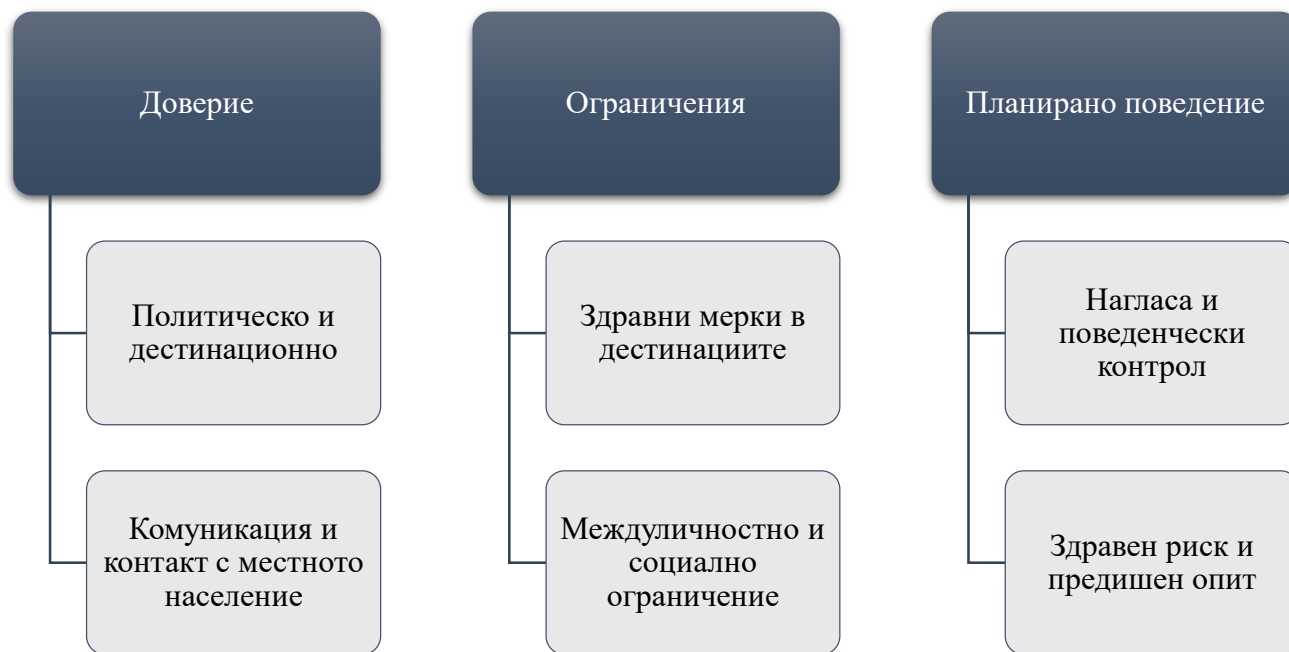 Доверие
Политическо и
дестинационно
Комуникация и
контакт с местното
население
Ограничения
Здравни мерки в
дестинациите
Междуличностно и
социално
ограничение
Планирано поведение
Нагласа и
поведенчески
контрол
Здравен риск и
предишен опит